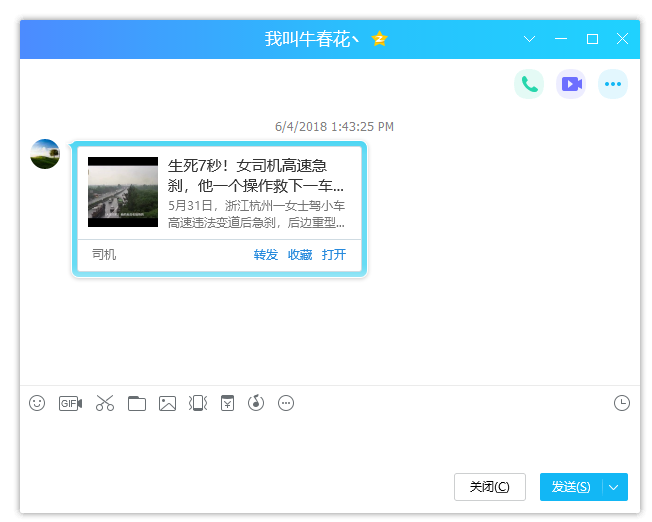 我叫牛春花丶
6/4/2018 1:43:25 PM
生死7秒！女司机高速急
刹，他一个操作救下一车...
5月31日，浙江杭州一女士驾小车
高速违法变道后急刹，后边重型...
司机 转发 收藏 打开
GIF
关闭(C) 发送(S)